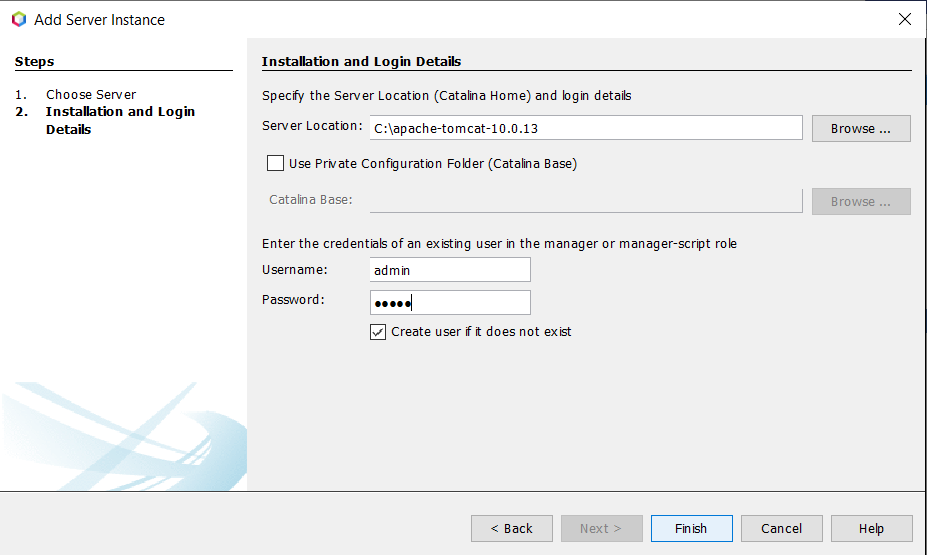 Add Server Instance
Steps
1. Choose Server
2. Installation and Login
Details
Installation and Login Details
Specify the Server Location (Catalina Home) and login details
Server Location: C:\apache-tomcat-10.0.13 Browse ...
Use Private Configuration Folder (Catalina Base)
Catalina Base: Browse ...
Enter the credentials of an existing user in the manager or manager-script role
Username: admin
Password: ●●●●●
Create user if it does not exist
< Back Next > Finish Cancel Help